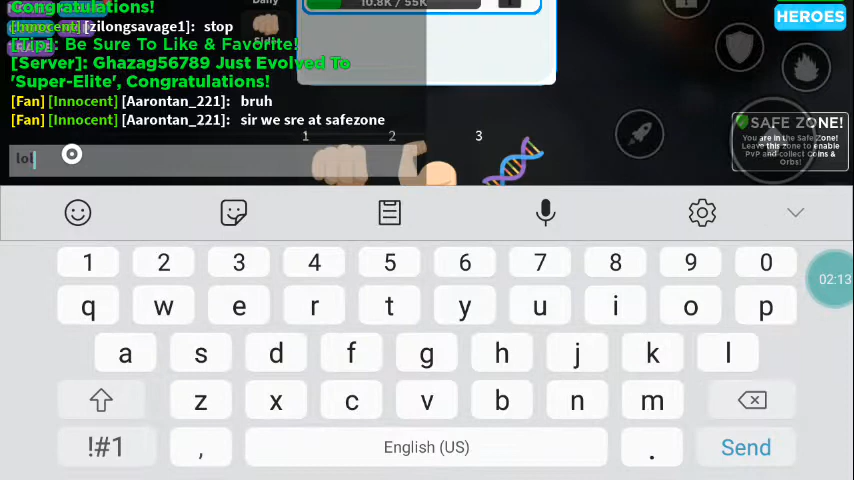 Congratulations!
Daily
10.8K / 55K
HEROES
[Innocent] [zilongsavage1]: stop
[Tip]: Be Sure To Like & Favorite!
[Server]: Ghazag56789 Just Evolved To
'Super-Elite', Congratulations!
[Fan] [Innocent] [Aarontan_221]: bruh
[Fan] [Innocent] [Aarontan_221]: sir we sre at safezone
SAFE ZONE!
You are in the Safe Zone!
Leave this zone to enable
PvP and collect Coins &
Orbs!
1 2 3
lol
1 2 3 4 5 6 7 8 9 0
02:13
q w e r t y u i o p
a s d f g h j k l
z x c v b n m
!#1 , English (US) . Send